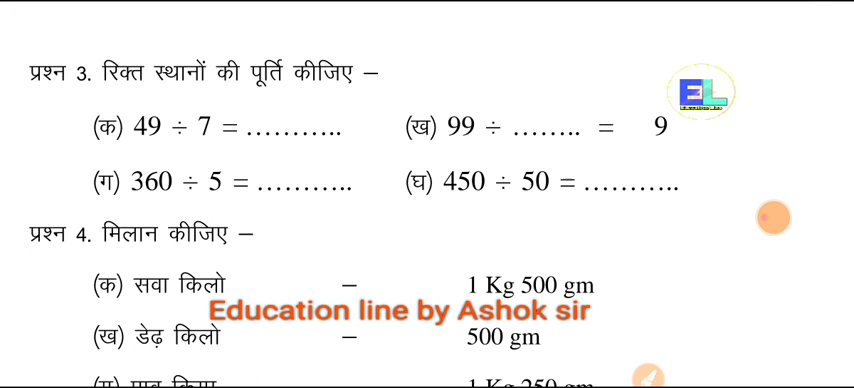 प्रश्न 3. रिक्त स्थानों की पूर्ति कीजिए –
EL
(क) 49 ÷ 7 = ........... (ख) 99 ÷ ........ = 9
(ग) 360 ÷ 5 = ........... (घ) 450 ÷ 50 = ...........
प्रश्न 4. मिलान कीजिए –
(क) सवा किलो – 1 Kg 500 gm
Education line by Ashok sir
(ख) डेढ़ किलो – 500 gm